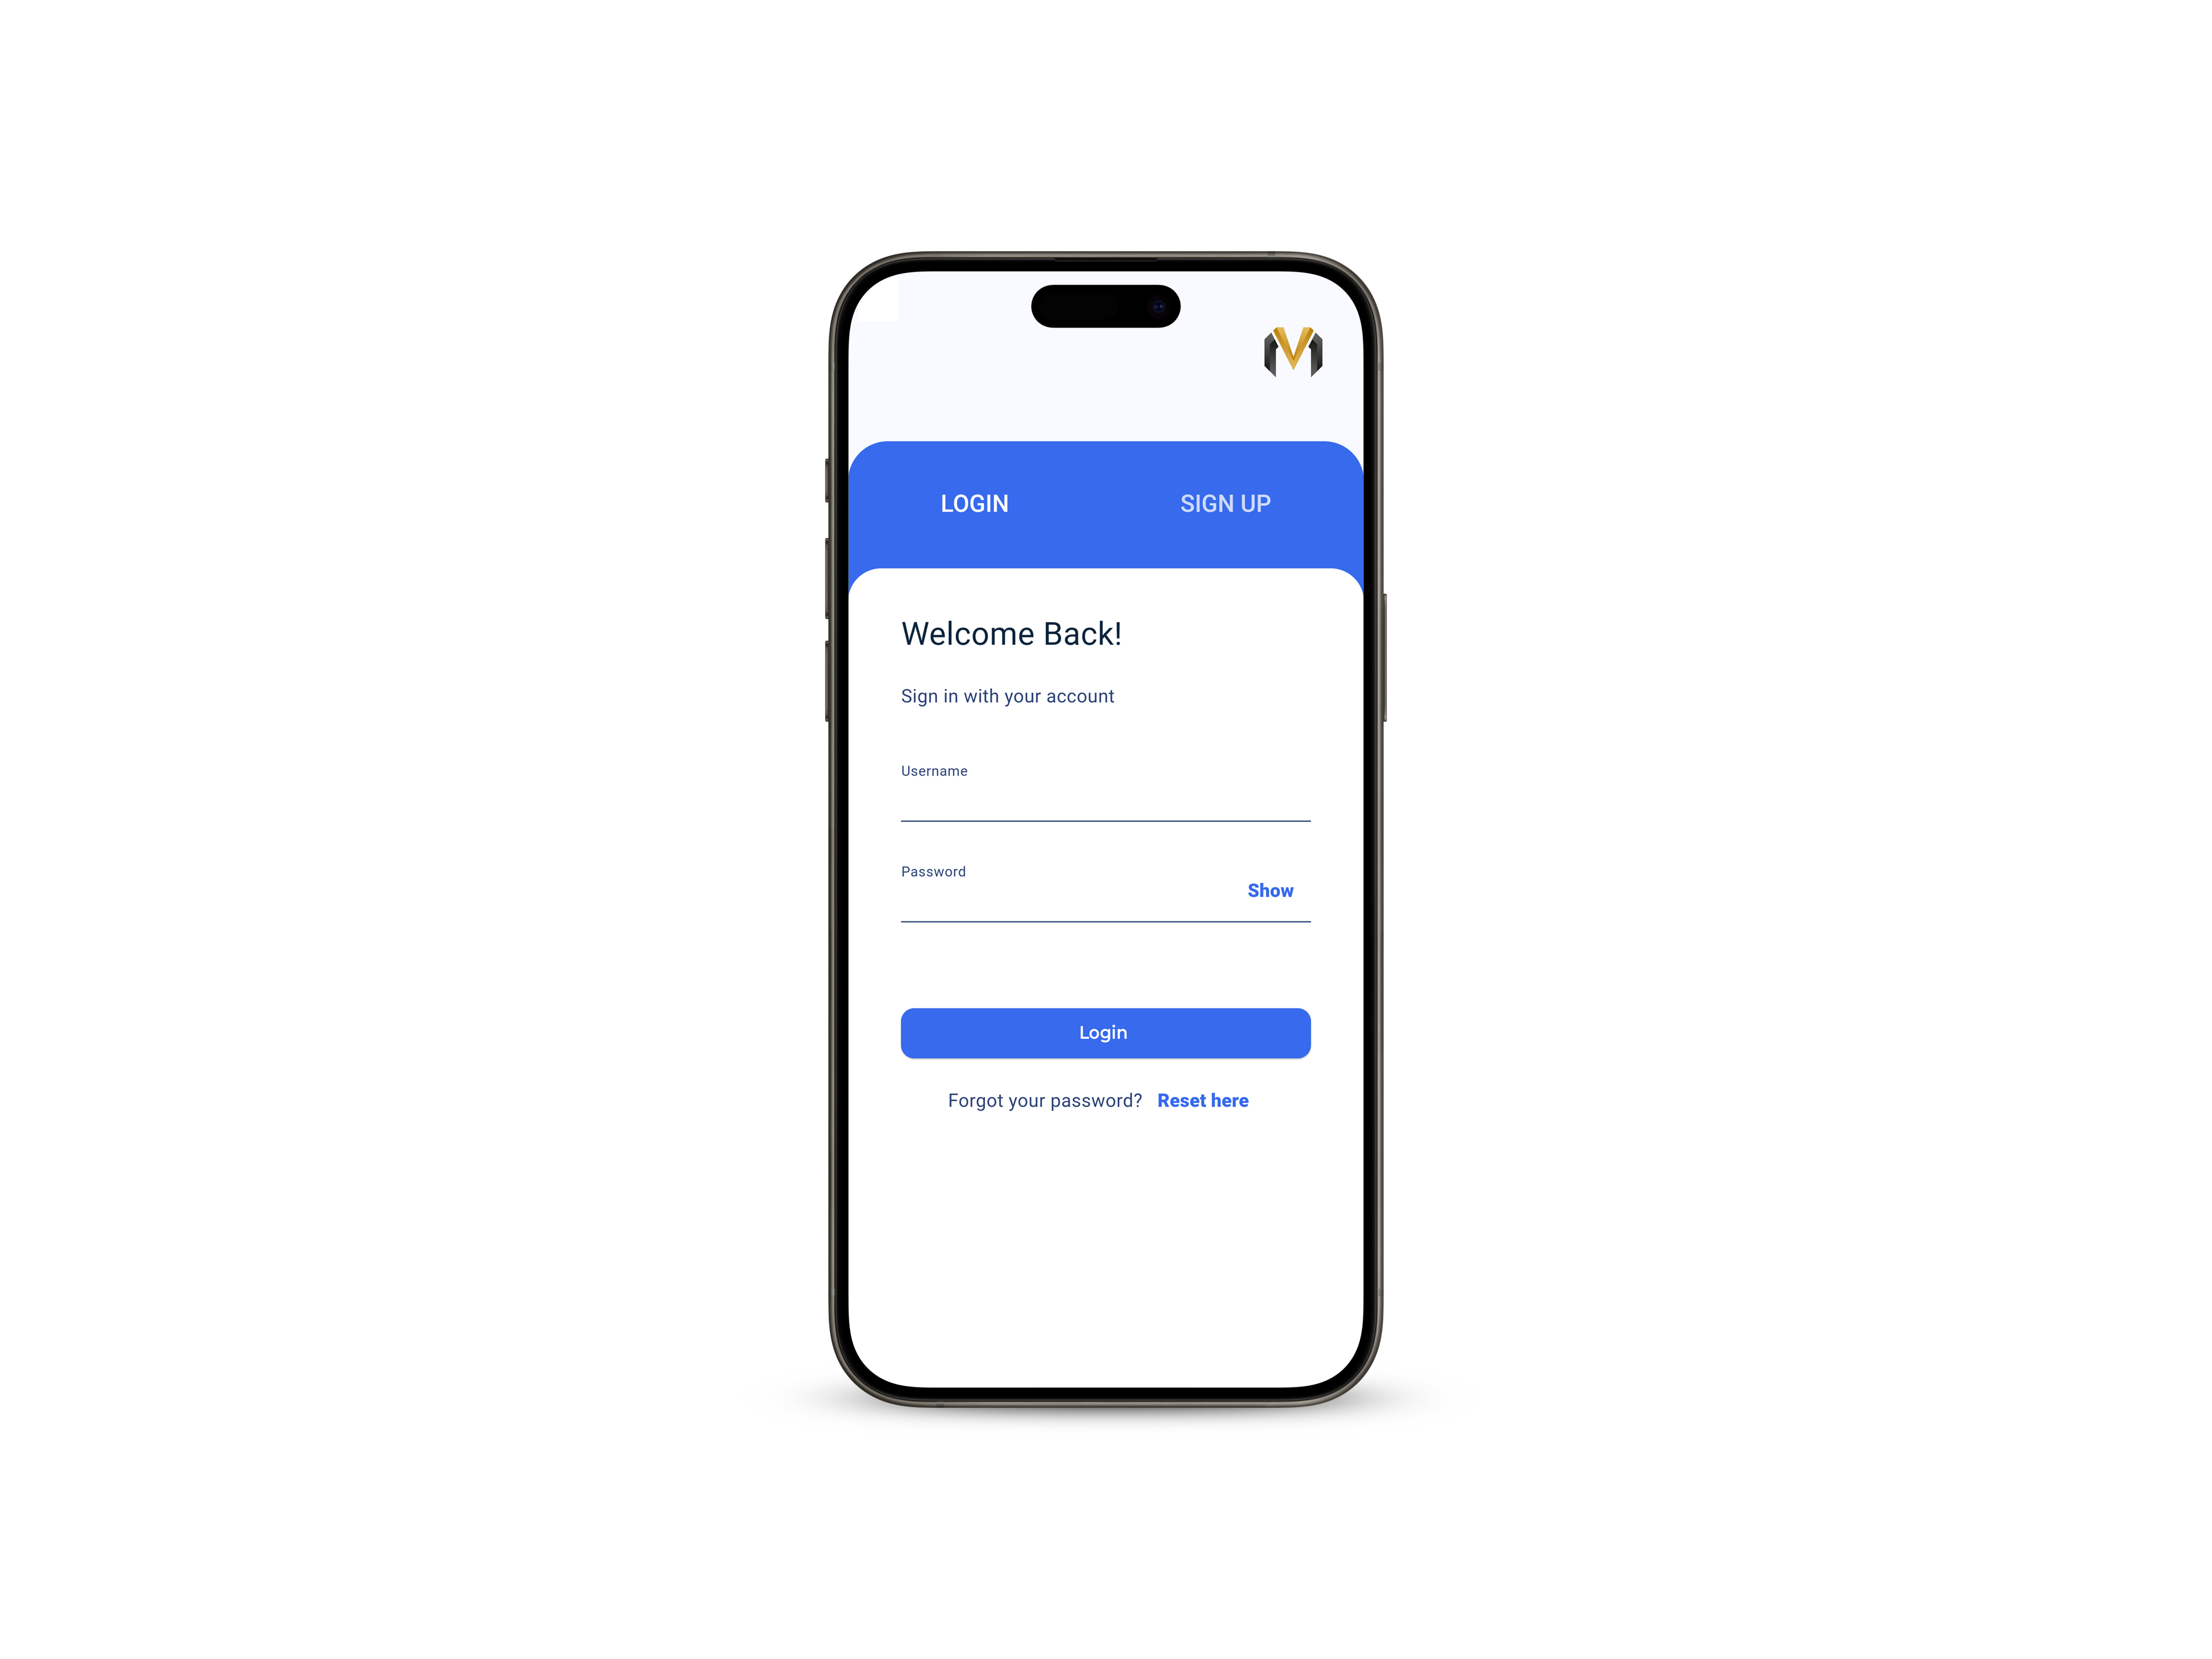 LOGIN SIGN UP
Welcome Back!
Sign in with your account
Username
Password
Show
Login
Forgot your password? Reset here